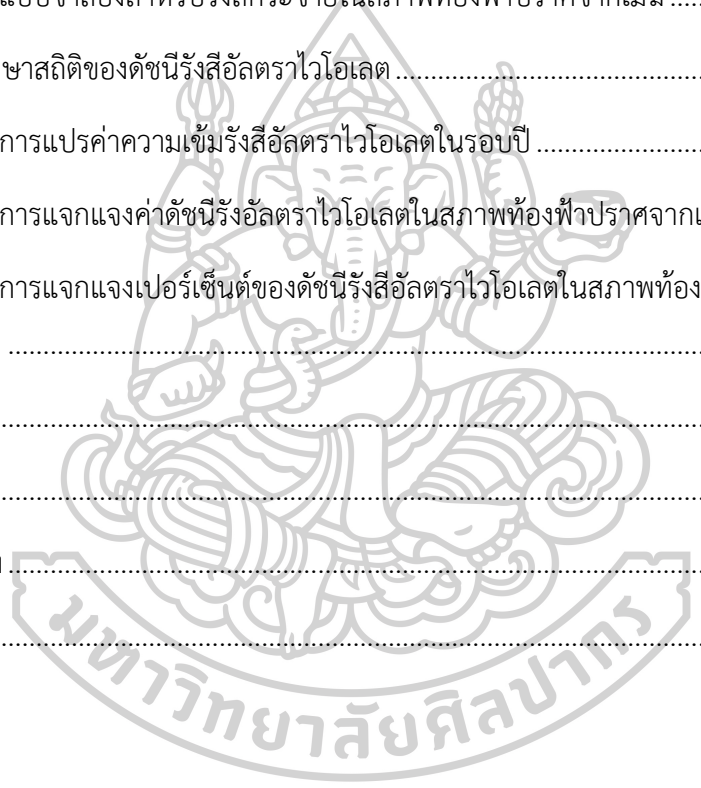 ษาสถิติของดัชนีรังสีอัลตราไวโอเลต ........................................
การแปรค่าความเข้มรังสีอัลตราไวโอเลตในรอบปี ........................
การแจกแจงค่าดัชนีรังอัลตราไวโอเลตในสภาพท้องฟ้าปราศจาก
การแจกแจงเปอร์เซ็นต์ของดัชนีรังสีอัลตราไวโอเลตในสภาพท้อง
มหาวิทยาลัยศิลปากร